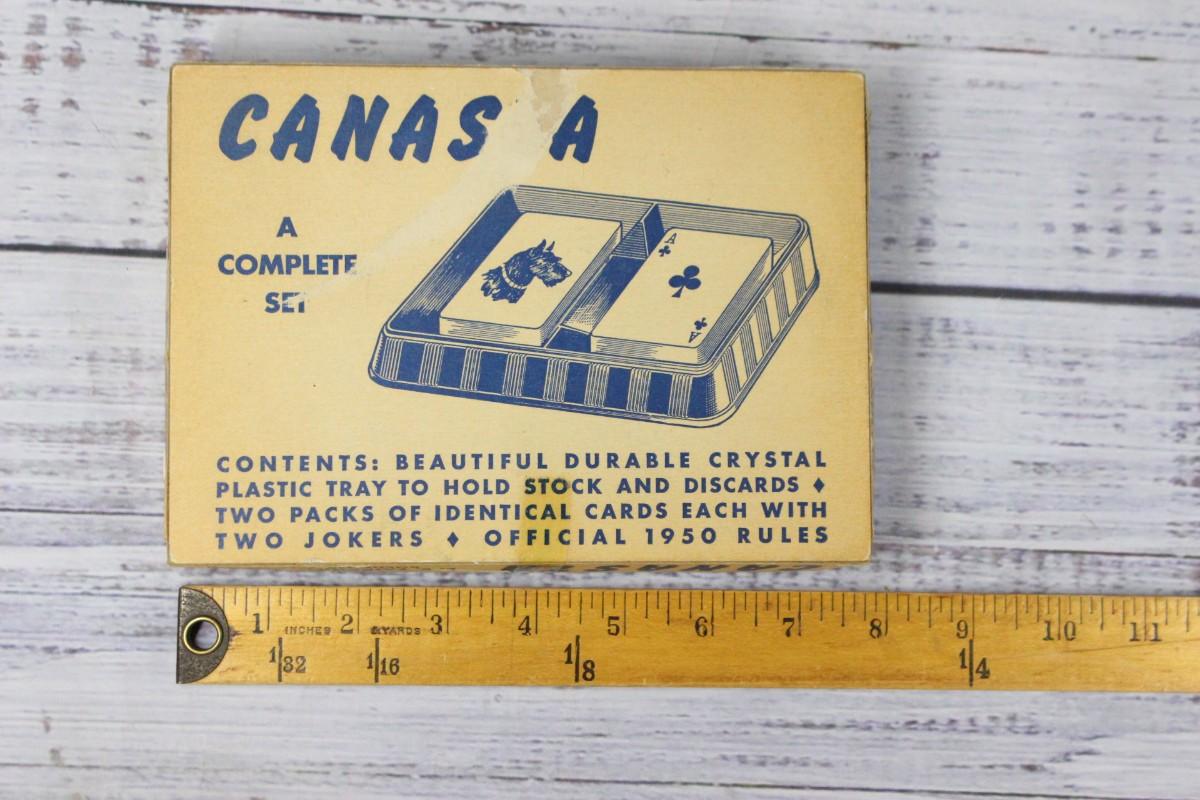 CANAS A
A
COMPLETE
SET
A
A
CONTENTS: BEAUTIFUL DURABLE CRYSTAL
PLASTIC TRAY TO HOLD STOCK AND DISCARDS ♦
TWO PACKS OF IDENTICAL CARDS EACH WITH
TWO JOKERS ♦ OFFICIAL 1950 RULES
CANASTA
1 INCHES 2 & YARDS 3 4 5 6 7 8 9 10 11
1/32 1/16 1/8 1/4